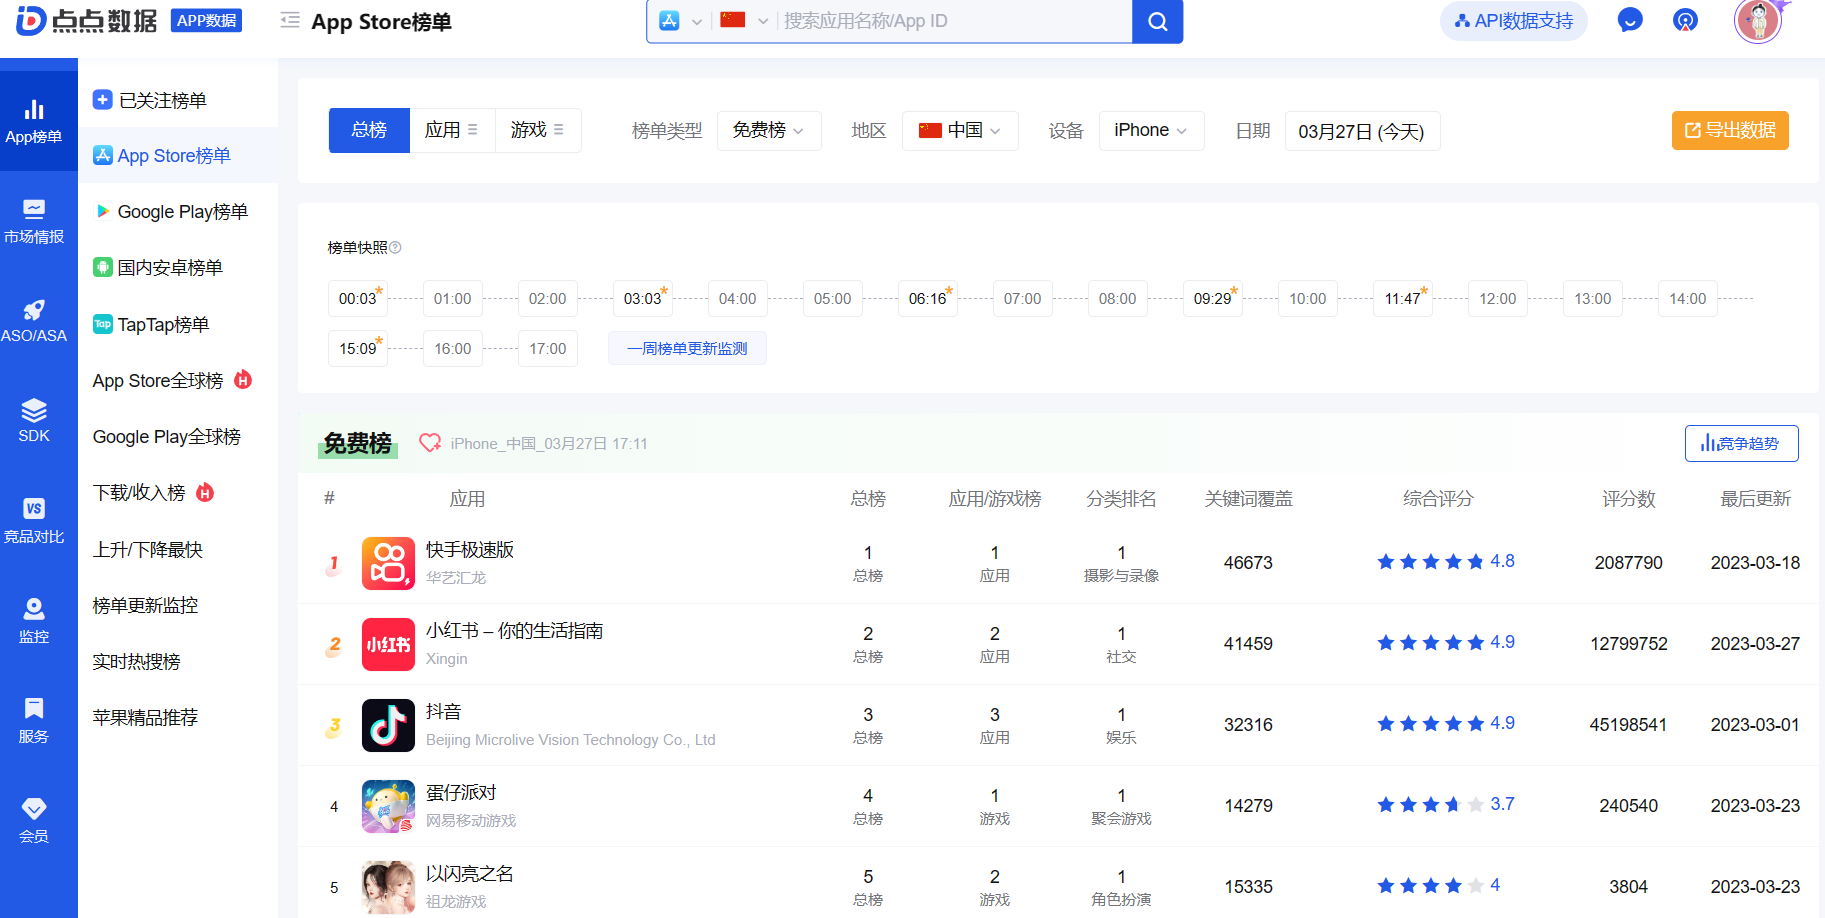 点点数据 APP数据
App Store榜单
搜索应用名称/App ID
API数据支持
App榜单
市场情报
ASO/ASA
SDK
VS
竞品对比
监控
服务
会员
已关注榜单
App Store榜单
Google Play榜单
国内安卓榜单
Tap TapTap榜单
App Store全球榜 H
Google Play全球榜
下载/收入榜 H
上升/下降最快
榜单更新监控
实时热搜榜
苹果精品推荐
总榜 应用 游戏 榜单类型 免费榜 地区 中国 设备 iPhone 日期 03月27日 (今天) 导出数据
榜单快照?
00:03* 01:00 02:00 03:03* 04:00 05:00 06:16* 07:00 08:00 09:29* 10:00 11:47* 12:00 13:00 14:00
15:09* 16:00 17:00 一周榜单更新监测
免费榜 iPhone_中国_03月27日 17:11 竞争趋势
# 应用 总榜 应用/游戏榜 分类排名 关键词覆盖 综合评分 评分数 最后更新
1 快手极速版 1 1 1 46673 4.8 2087790 2023-03-18
华艺汇龙 总榜 应用 摄影与录像
2 小红书 小红书 – 你的生活指南 2 2 1 41459 4.9 12799752 2023-03-27
Xingin 总榜 应用 社交
3 抖音 3 3 1 32316 4.9 45198541 2023-03-01
Beijing Microlive Vision Technology Co., Ltd 总榜 应用 娱乐
4 蛋仔派对 4 1 1 14279 3.7 240540 2023-03-23
网易移动游戏 总榜 游戏 聚会游戏
5 以闪亮之名 5 2 1 15335 4 3804 2023-03-23
祖龙游戏 总榜 游戏 角色扮演